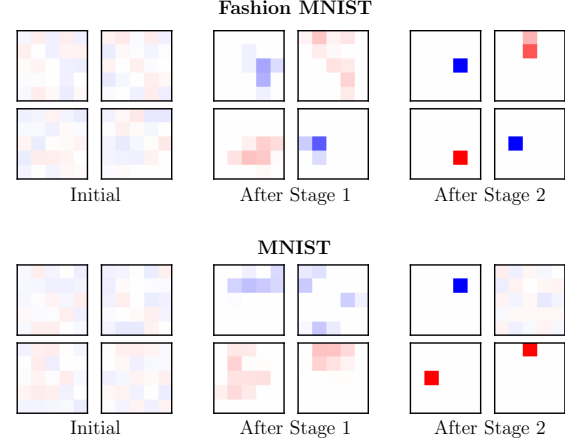 Fashion MNIST
Initial After Stage 1 After Stage 2
MNIST
Initial After Stage 1 After Stage 2